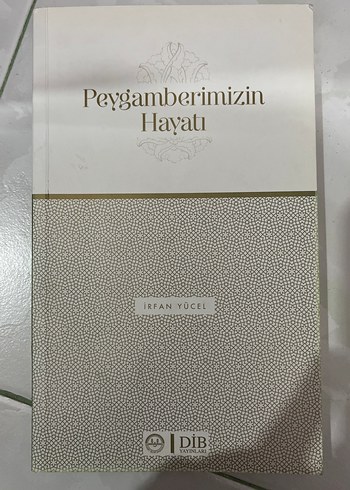 Peygamberimizin
Hayatı
İRFAN YÜCEL
DİB
YAYINLARI